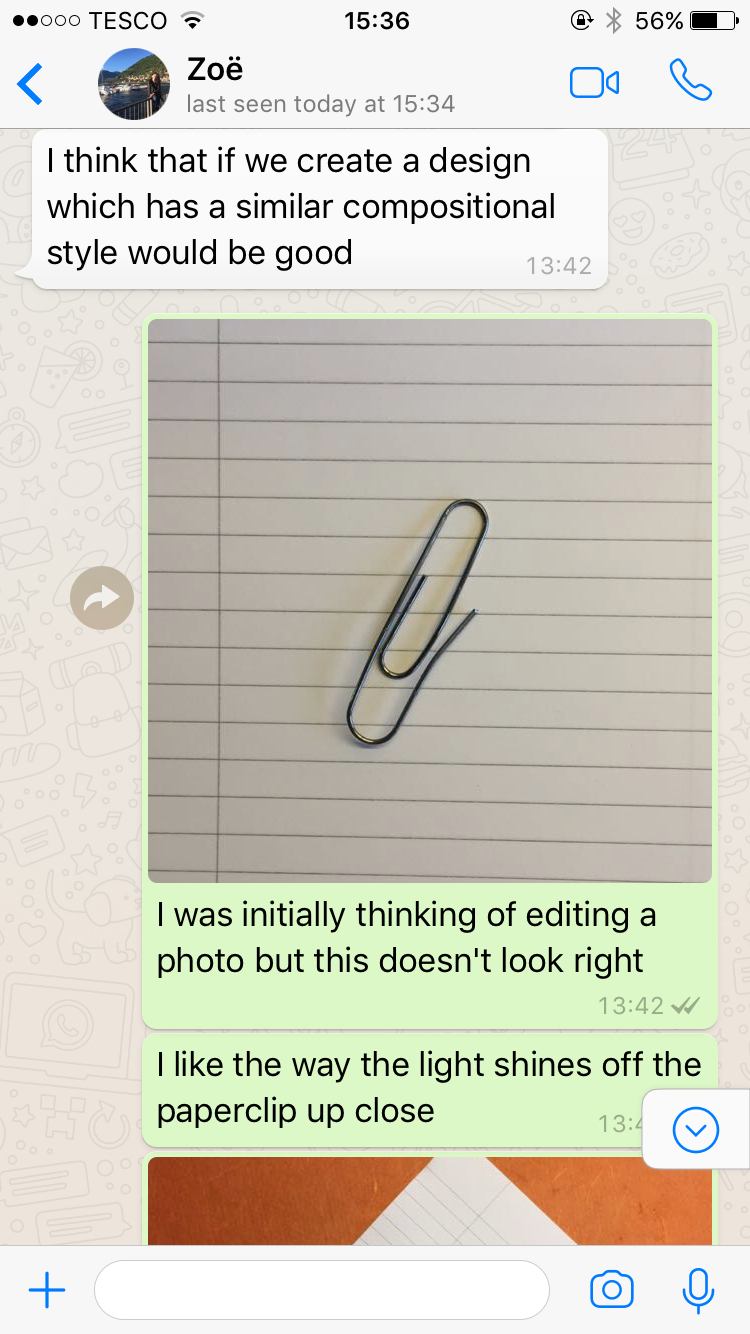 TESCO 15:36 56%
Zoë
last seen today at 15:34
I think that if we create a design
which has a similar compositional
style would be good
13:42
I was initially thinking of editing a
photo but this doesn't look right
13:42
I like the way the light shines off the
paperclip up close